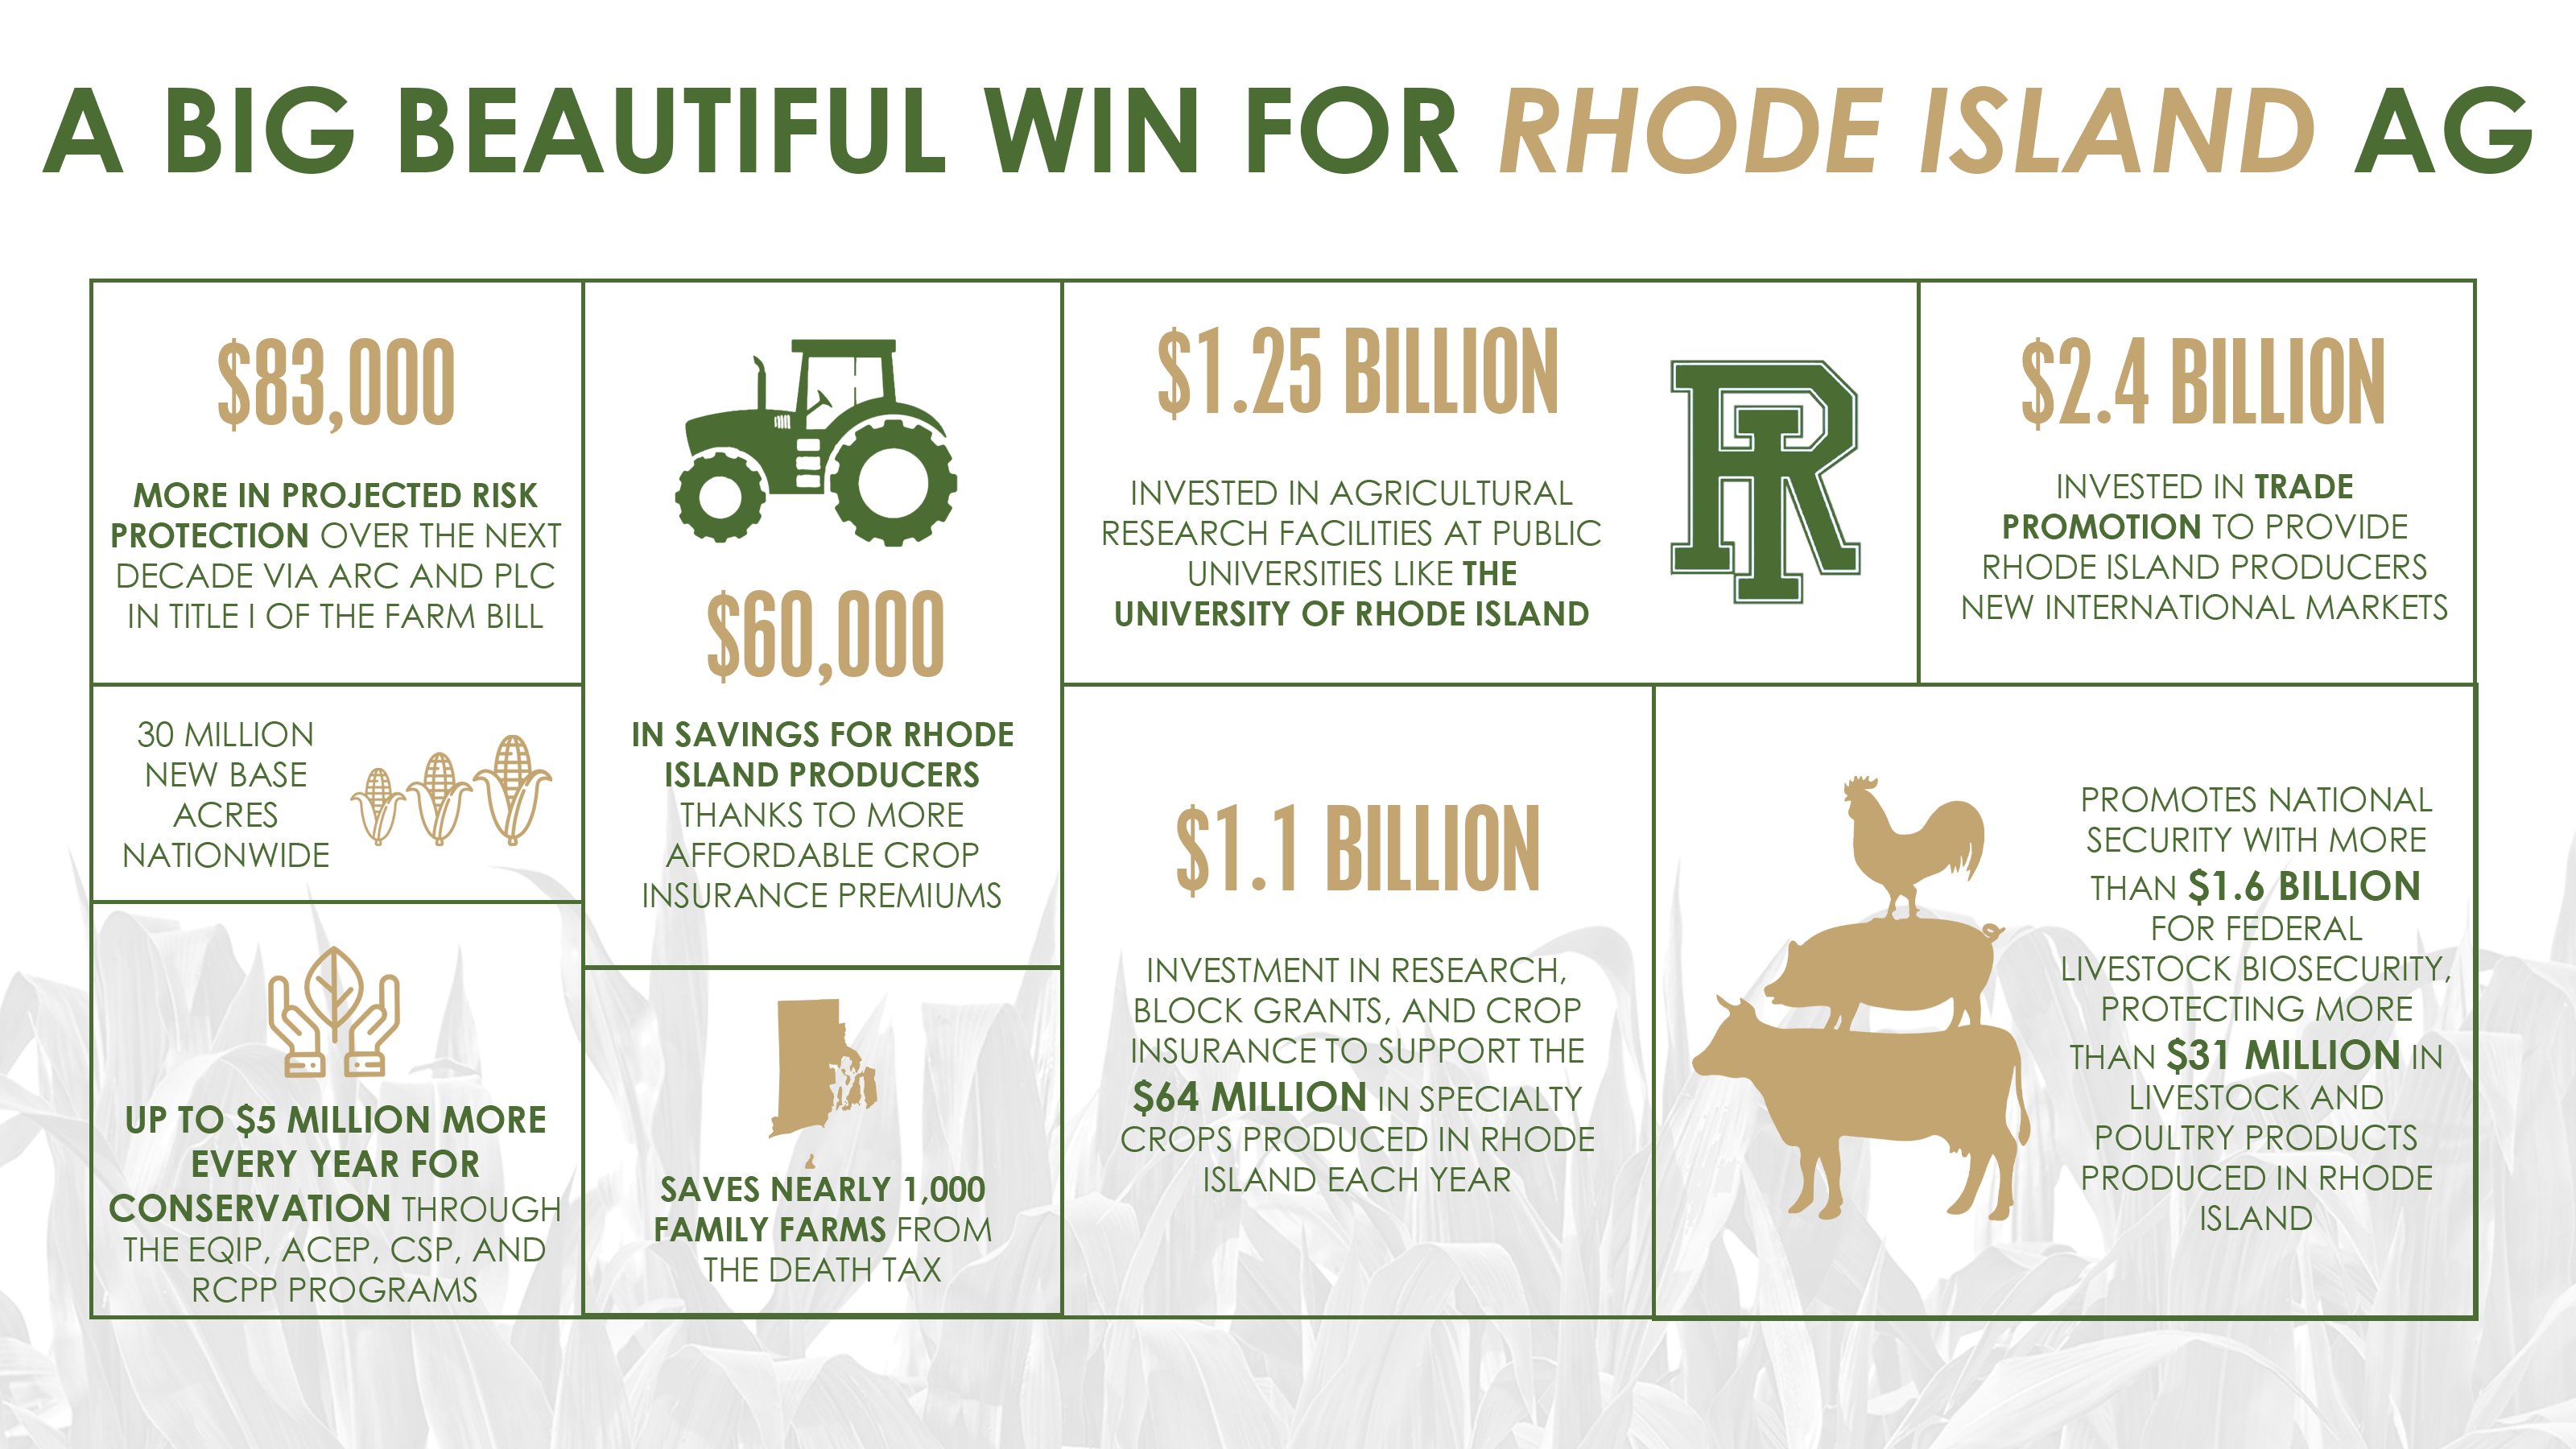 A BIG BEAUTIFUL WIN FOR RHODE ISLAND AG
$83,000
MORE IN PROJECTED RISK
PROTECTION OVER THE NEXT
DECADE VIA ARC AND PLC
IN TITLE I OF THE FARM BILL
30 MILLION
NEW BASE
ACRES
NATIONWIDE
UP TO $5 MILLION MORE
EVERY YEAR FOR
CONSERVATION THROUGH
THE EQIP, ACEP, CSP, AND
RCPP PROGRAMS
$60,000
IN SAVINGS FOR RHODE
ISLAND PRODUCERS
THANKS TO MORE
AFFORDABLE CROP
INSURANCE PREMIUMS
SAVES NEARLY 1,000
FAMILY FARMS FROM
THE DEATH TAX
$1.25 BILLION
INVESTED IN AGRICULTURAL
RESEARCH FACILITIES AT PUBLIC
UNIVERSITIES LIKE THE
UNIVERSITY OF RHODE ISLAND
RI
$2.4 BILLION
INVESTED IN TRADE
PROMOTION TO PROVIDE
RHODE ISLAND PRODUCERS
NEW INTERNATIONAL MARKETS
$1.1 BILLION
INVESTMENT IN RESEARCH,
BLOCK GRANTS, AND CROP
INSURANCE TO SUPPORT THE
$64 MILLION IN SPECIALTY
CROPS PRODUCED IN RHODE
ISLAND EACH YEAR
PROMOTES NATIONAL
SECURITY WITH MORE
THAN $1.6 BILLION
FOR FEDERAL
LIVESTOCK BIOSECURITY,
PROTECTING MORE
THAN $31 MILLION IN
LIVESTOCK AND
POULTRY PRODUCTS
PRODUCED IN RHODE
ISLAND